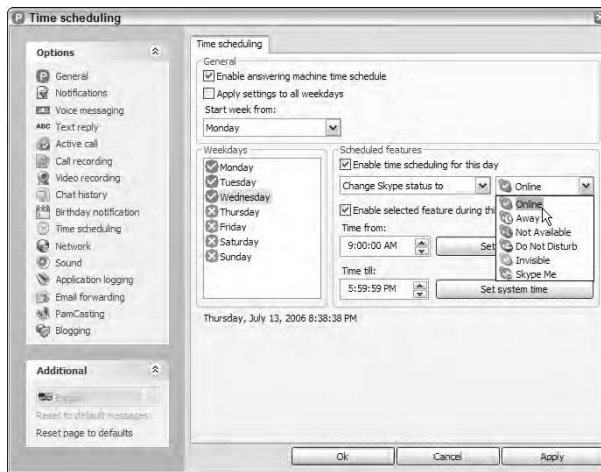 Time scheduling
Options
General
Notifications
Voice messaging
ABC Text reply
Active call
Call recording
Video recording
Chat history
Birthday notification
Time scheduling
Network
Sound
Application logging
Email forwarding
PamCasting
Blogging
Additional
English
Reset to default messages
Reset page to defaults
Time scheduling
General
Enable answering machine time schedule
Apply settings to all weekdays
Start week from:
Monday
Weekdays
Monday
Tuesday
Wednesday
Thursday
Friday
Saturday
Sunday
Scheduled features
Enable time scheduling for this day
Change Skype status to
Online
Online
Away
Not Available
Do Not Disturb
Invisible
Skype Me
Enable selected feature during thi
Time from:
9:00:00 AM
Set
Time till:
5:59:59 PM
Set system time
Thursday, July 13, 2006 8:38:38 PM
Ok
Cancel
Apply